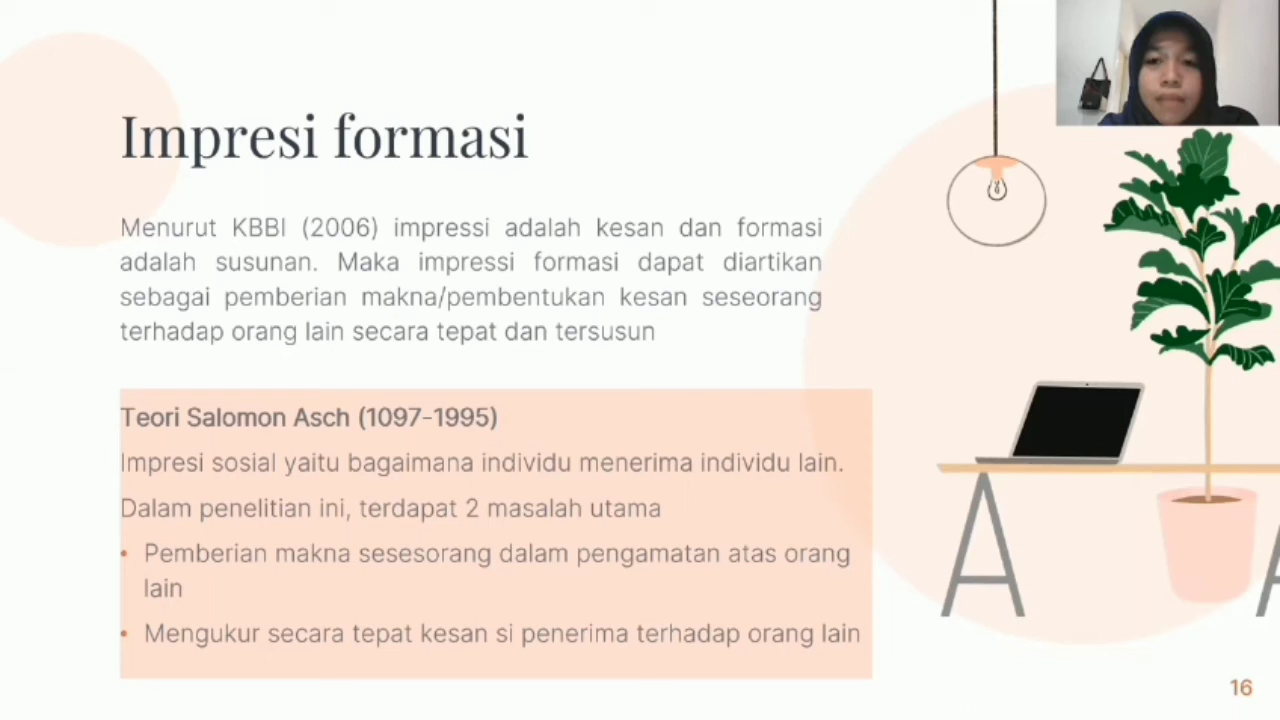 Impresi formasi
Menurut KBBI (2006) impressi adalah kesan dan formasi
adalah susunan. Maka impressi formasi dapat diartikan
sebagai pemberian makna/pembentukan kesan seseorang
terhadap orang lain secara tepat dan tersusun
Teori Salomon Asch (1097-1995)
Impresi sosial yaitu bagaimana individu menerima individu lain.
Dalam penelitian ini, terdapat 2 masalah utama
• Pemberian makna sesesorang dalam pengamatan atas orang
lain
• Mengukur secara tepat kesan si penerima terhadap orang lain
16